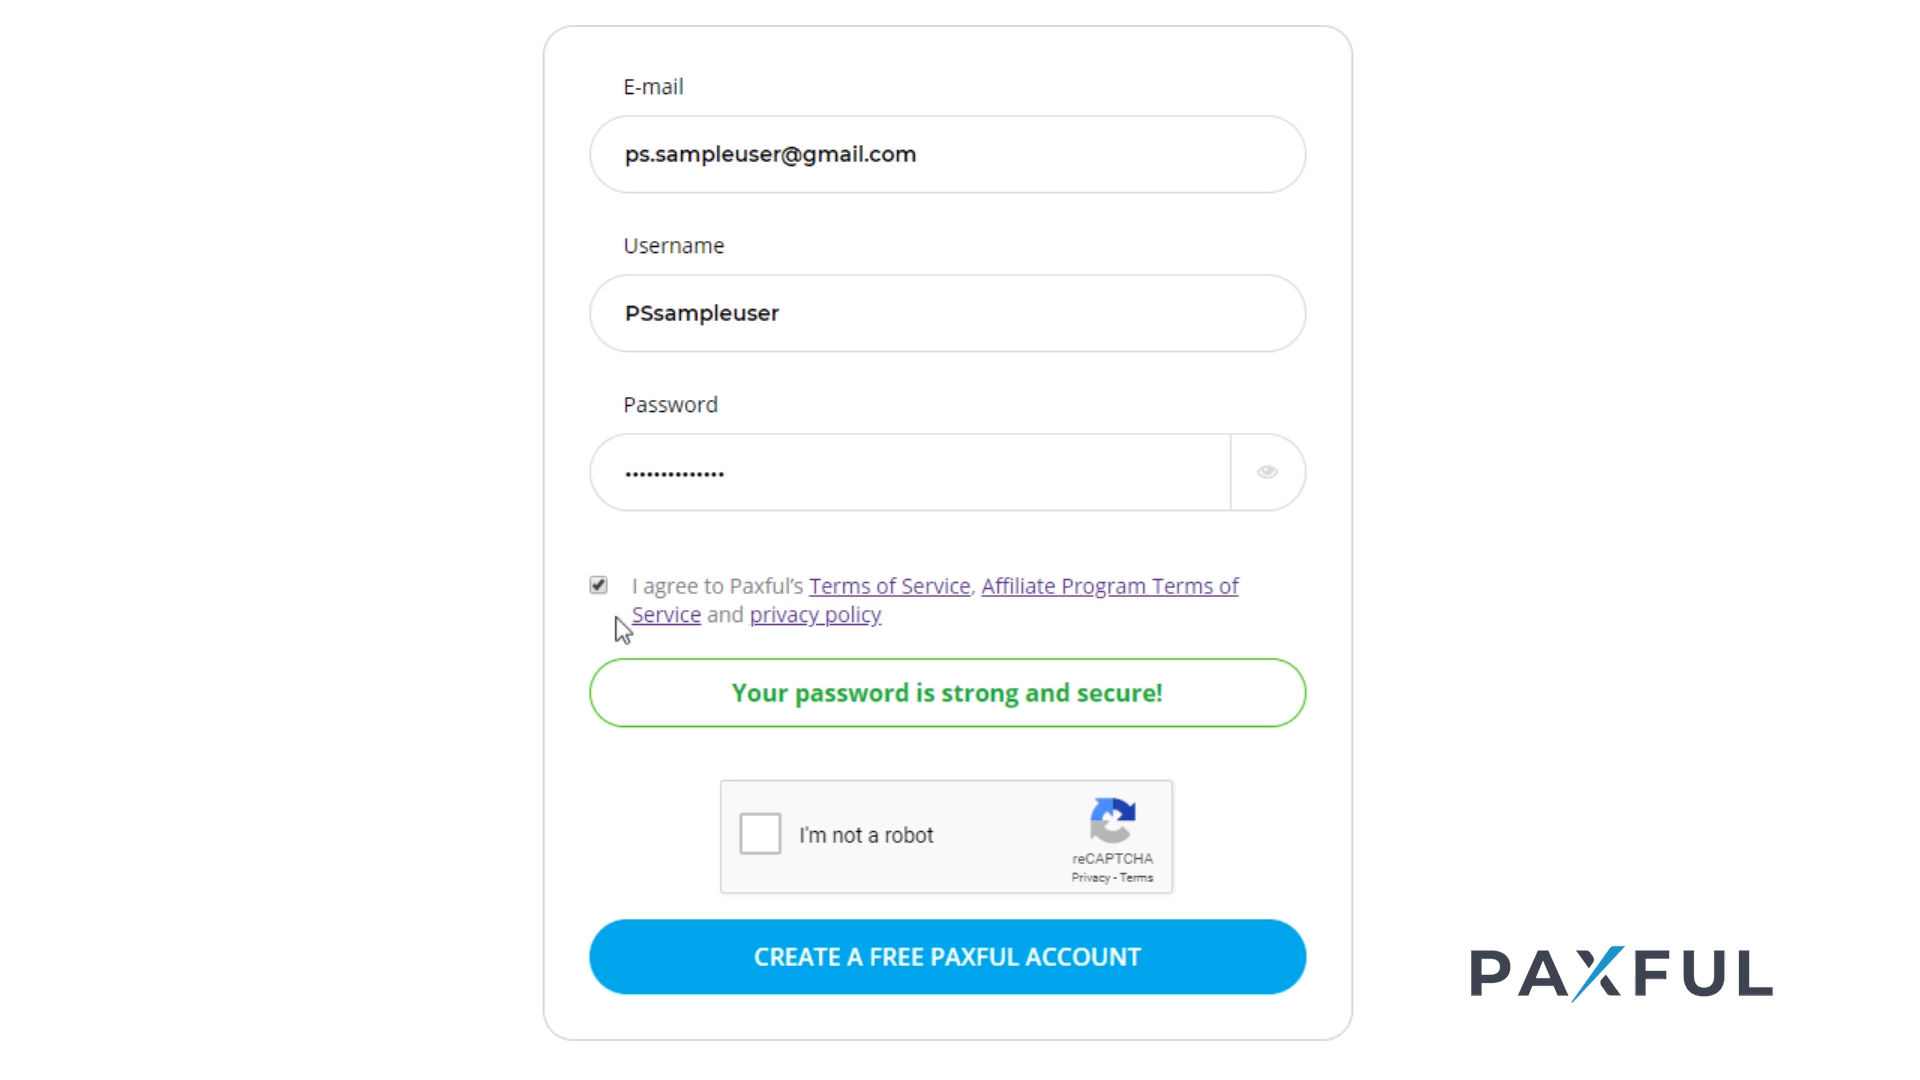 E-mail
ps.sampleuser@gmail.com
Username
PSsampleuser
Password
••••••••••••••
I agree to Paxful's Terms of Service, Affiliate Program Terms of
Service and privacy policy
Your password is strong and secure!
I'm not a robot
reCAPTCHA
Privacy - Terms
CREATE A FREE PAXFUL ACCOUNT
PAXFUL